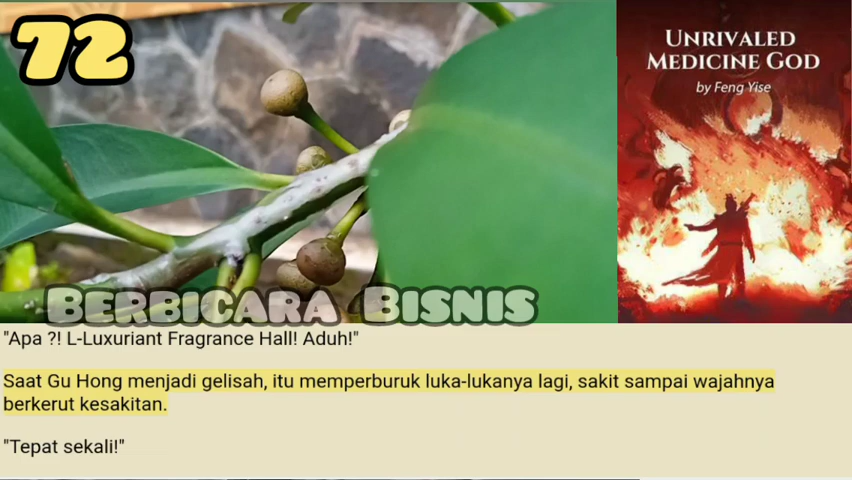 72
UNRIVALED
MEDICINE GOD
by Feng Yise
BERBICARA BISNIS
"Apa ?! L-Luxuriant Fragrance Hall! Aduh!"
Saat Gu Hong menjadi gelisah, itu memperburuk luka-lukanya lagi, sakit sampai wajahnya
berkerut kesakitan.
"Tepat sekali!"